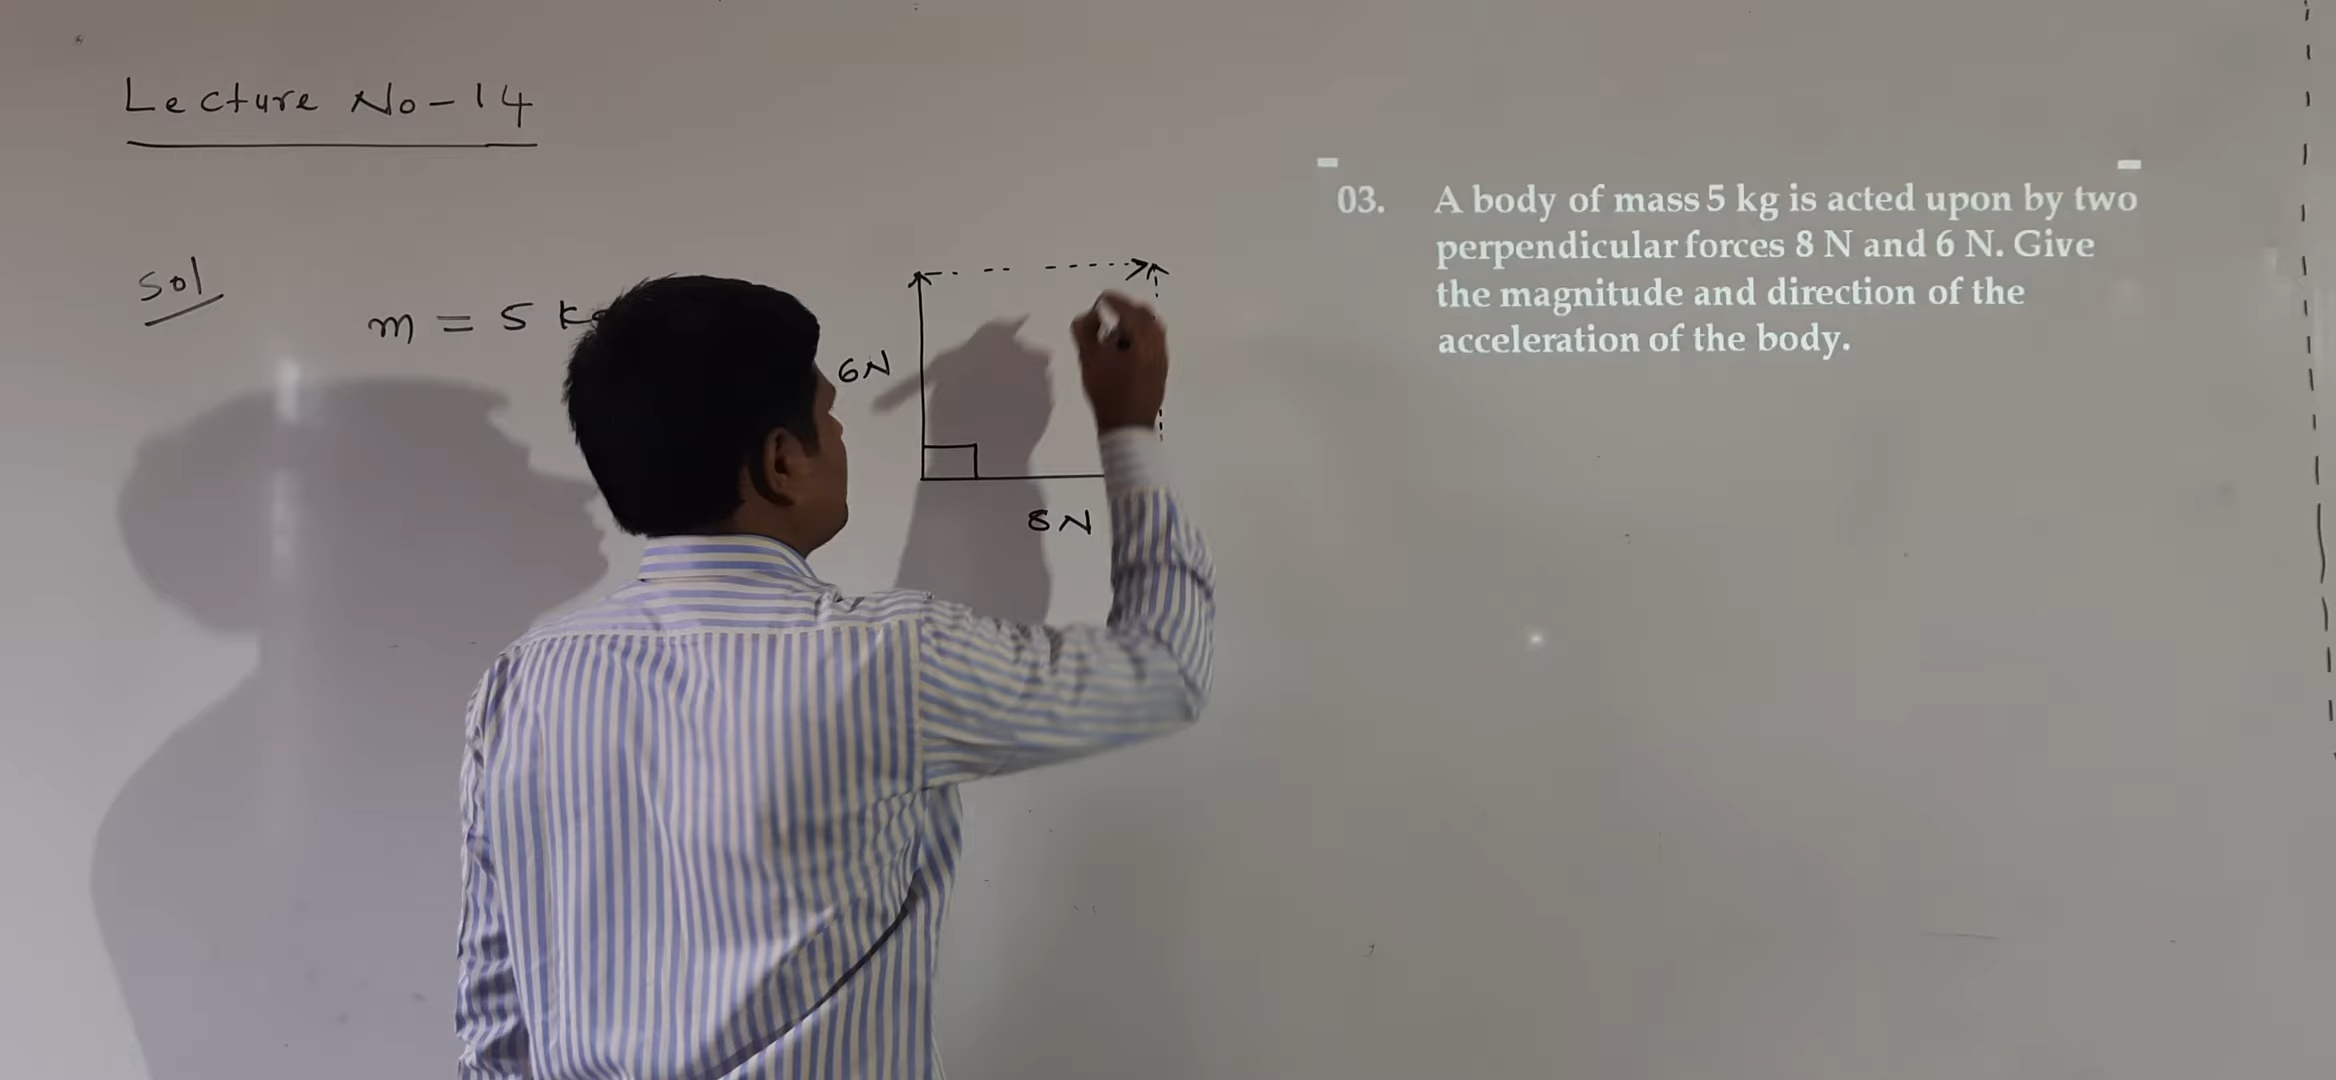 Lecture No-14
03. A body of mass 5 kg is acted upon by two
perpendicular forces 8 N and 6 N. Give
the magnitude and direction of the
acceleration of the body.
Sol
m = 5
6N
8N